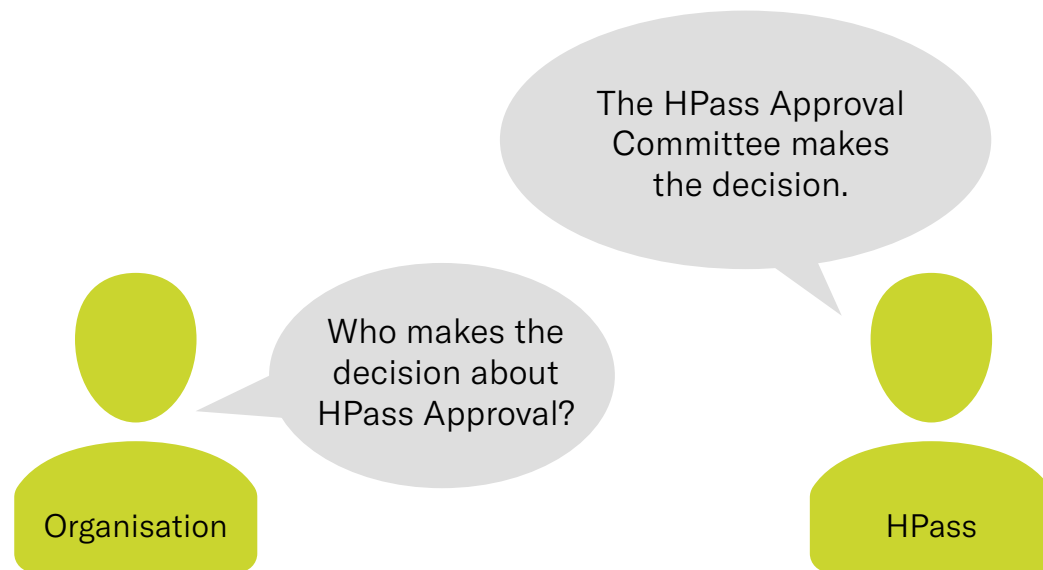 The HPass Approval
Committee makes
the decision.
Who makes the
decision about
HPass Approval?
Organisation
HPass